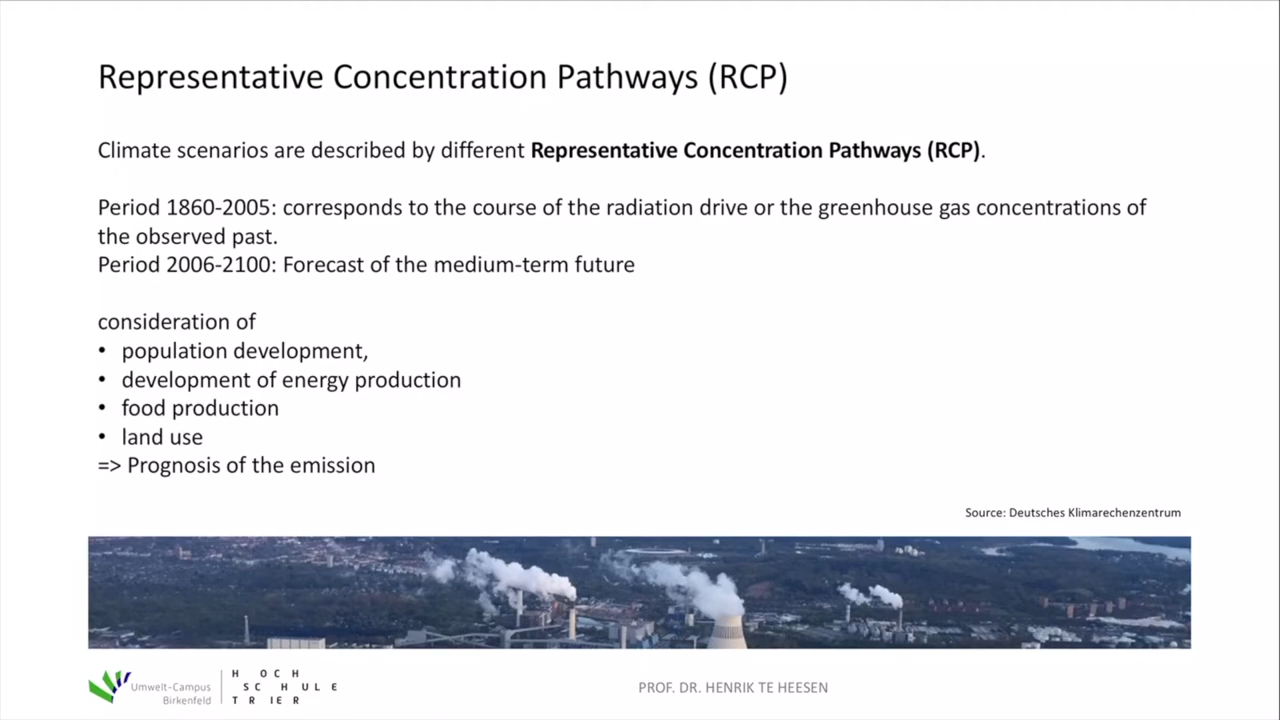 Representative Concentration Pathways (RCP)
Climate scenarios are described by different Representative Concentration Pathways (RCP).
Period 1860-2005: corresponds to the course of the radiation drive or the greenhouse gas concentrations of
the observed past.
Period 2006-2100: Forecast of the medium-term future
consideration of
• population development,
• development of energy production
• food production
• land use
=> Prognosis of the emission
Source: Deutsches Klimarechenzentrum
Umwelt-Campus
Birkenfeld
HOCH
SCHULE
TRIER
PROF. DR. HENRIK TE HEESEN